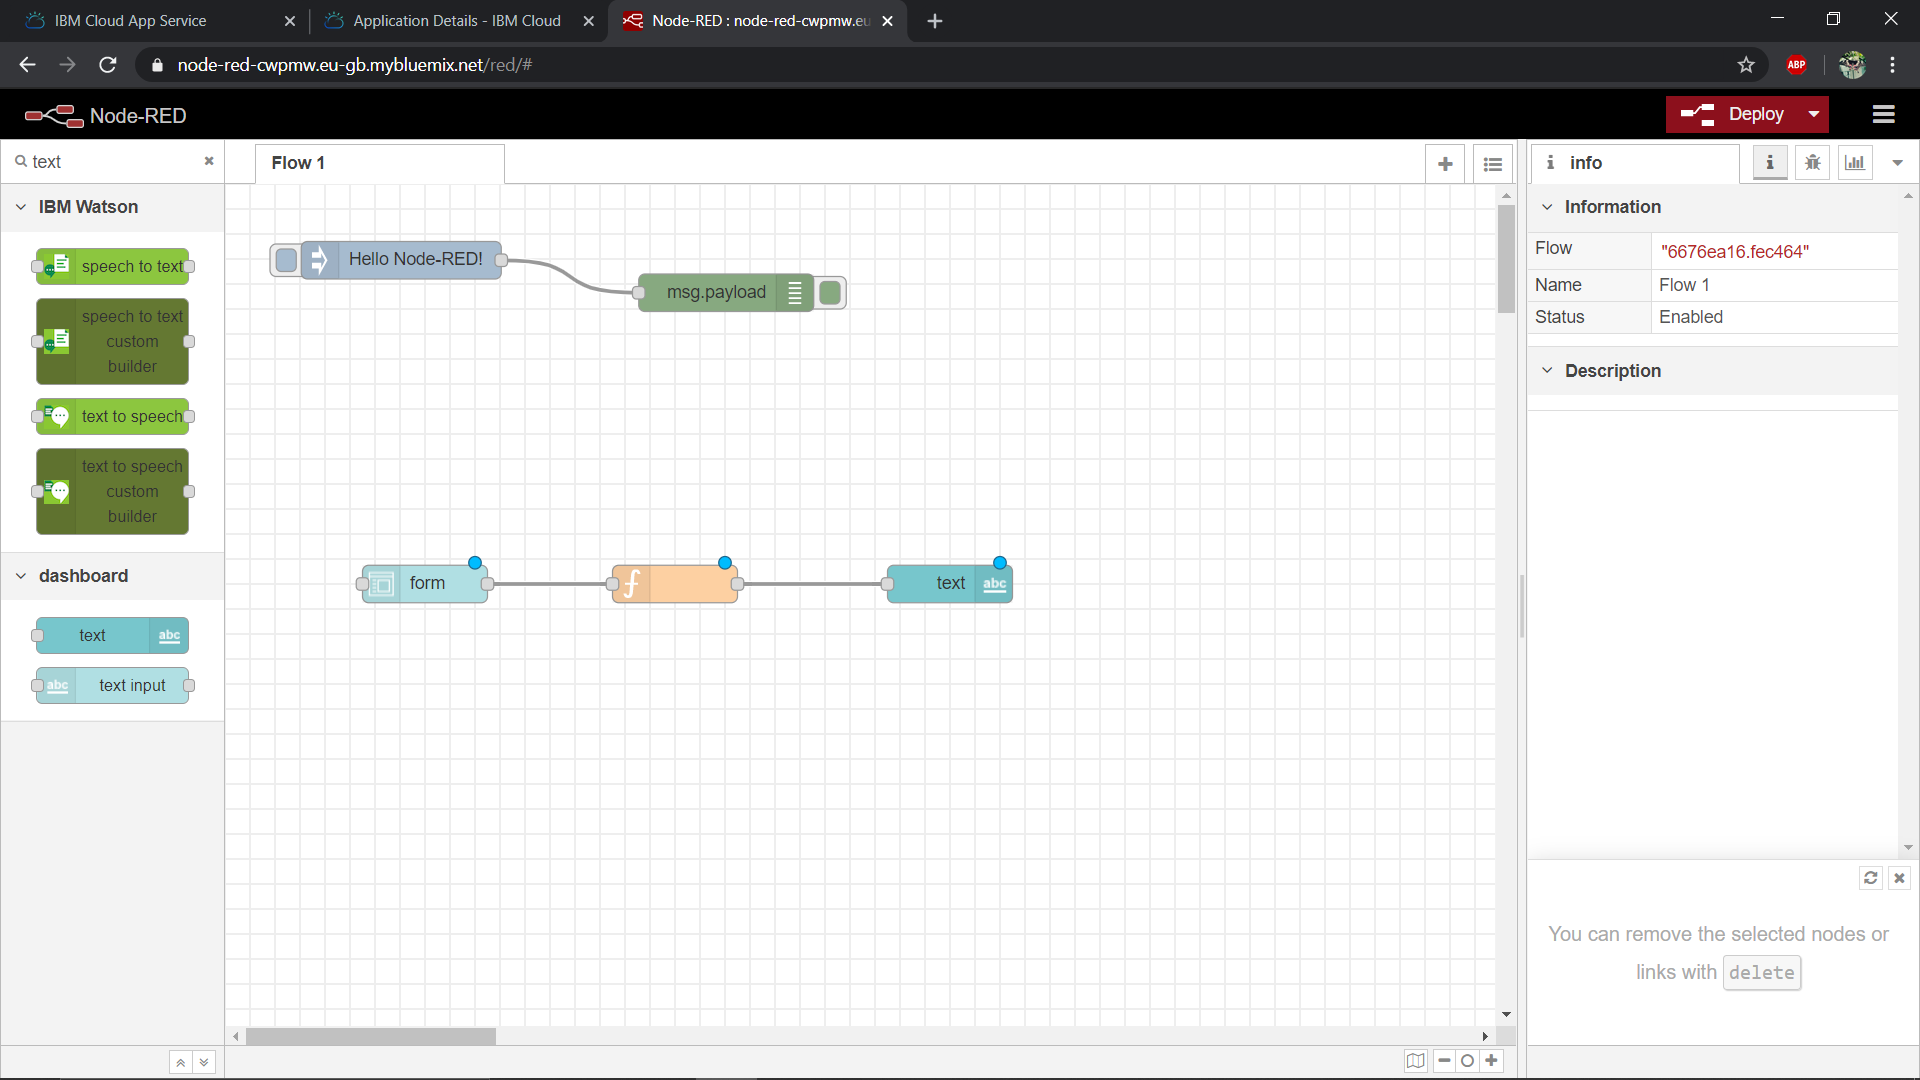 IBM Cloud App Service
Application Details - IBM Cloud
Node-RED : node-red-cwpmw.eu
node-red-cwpmw.eu-gb.mybluemix.net/red/#
ABP
Node-RED
Deploy
text
Flow 1
info
IBM Watson
speech to text
speech to text
custom
builder
text to speech
text to speech
custom
builder
dashboard
text
abc
abc
text input
Hello Node-RED!
msg.payload
form
text
abc
Information
Flow
"6676ea16.fec464"
Name
Flow 1
Status
Enabled
Description
You can remove the selected nodes or
links with delete